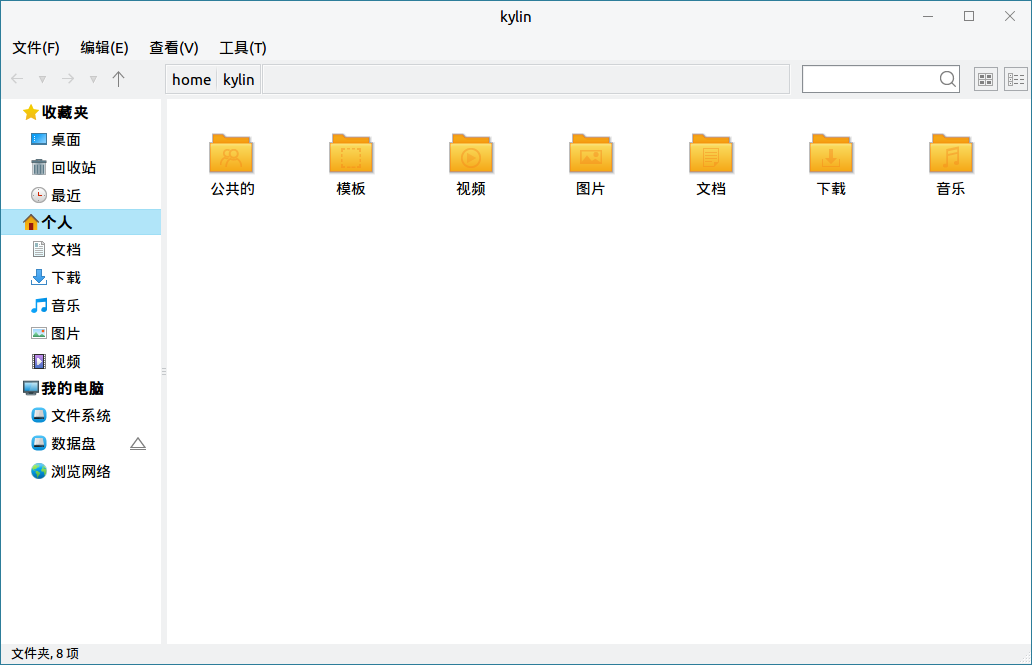 kylin
文件(F) 编辑(E) 查看(V) 工具(T)
home kylin
收藏夹
桌面
回收站
最近
个人
文档
下载
音乐
图片
视频
我的电脑
文件系统
数据盘
浏览网络
公共的 模板 视频 图片 文档 下载 音乐
文件夹, 8 项